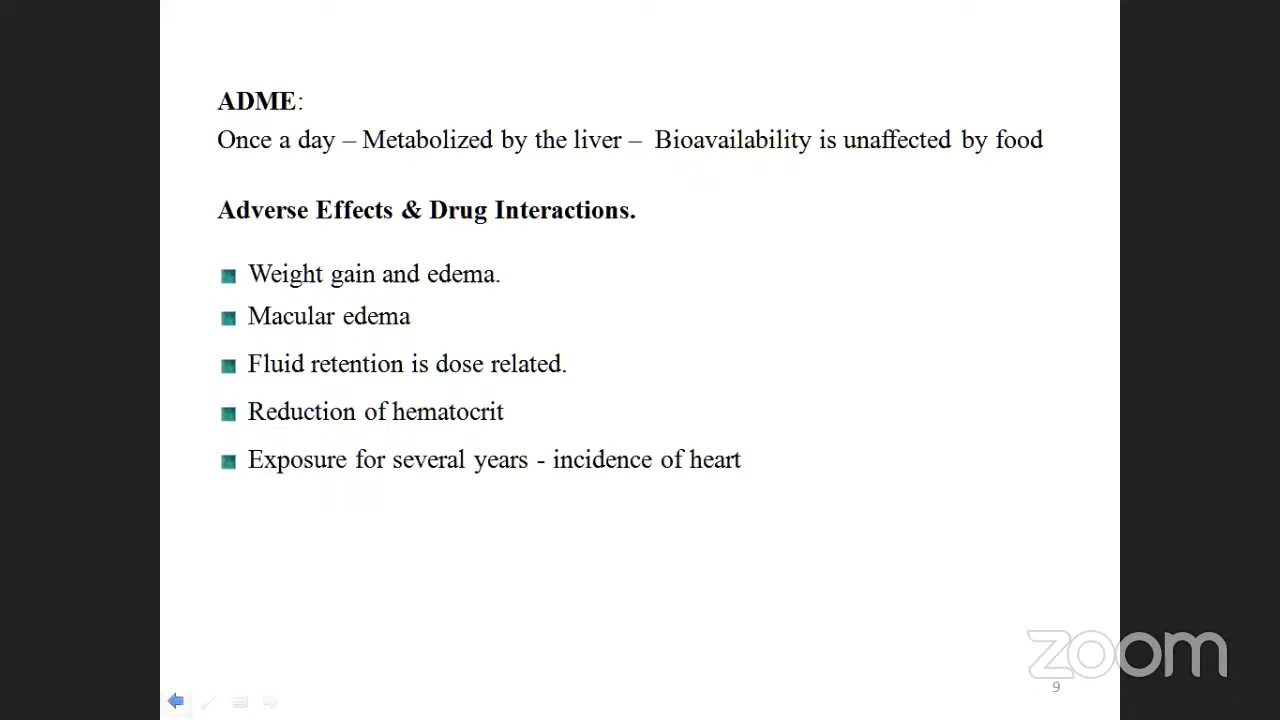 ADME:
Once a day – Metabolized by the liver – Bioavailability is unaffected by food
Adverse Effects & Drug Interactions.
Weight gain and edema.
Macular edema
Fluid retention is dose related.
Reduction of hematocrit
Exposure for several years - incidence of heart
zoom
9